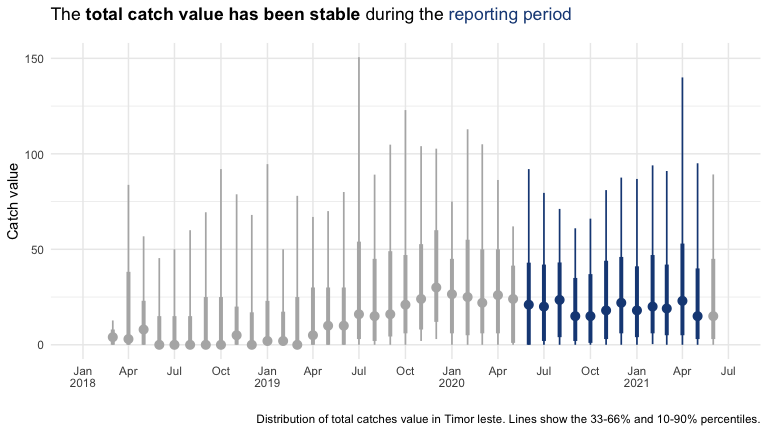 The total catch value has been stable during the reporting period
150
100
50
0
Catch value
Jan Apr Jul Oct Jan Apr Jul Oct Jan Apr Jul Oct Jan Apr Jul
2018 2019 2020 2021
Distribution of total catches value in Timor leste. Lines show the 33-66% and 10-90% percentiles.